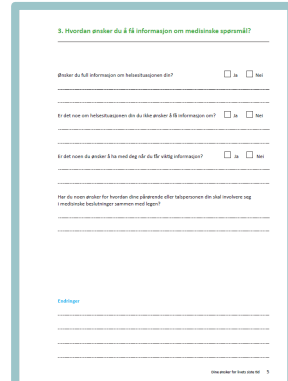 3. Hvordan ønsker du å få informasjon om medisinske spørsmål?
Ønsker du full informasjon om helsesituasjonen din? Ja Nei
Er det noe om helsesituasjonen din du ikke ønsker å få informasjon om? Ja Nei
Er det noen du ønsker å ha med deg når du får viktig informasjon? Ja Nei
Har du noen ønsker for hvordan dine pårørende eller talspersonen din skal involvere seg
i medisinske beslutninger sammen med legen?
Endringer
Dine ønsker for livets siste tid 5